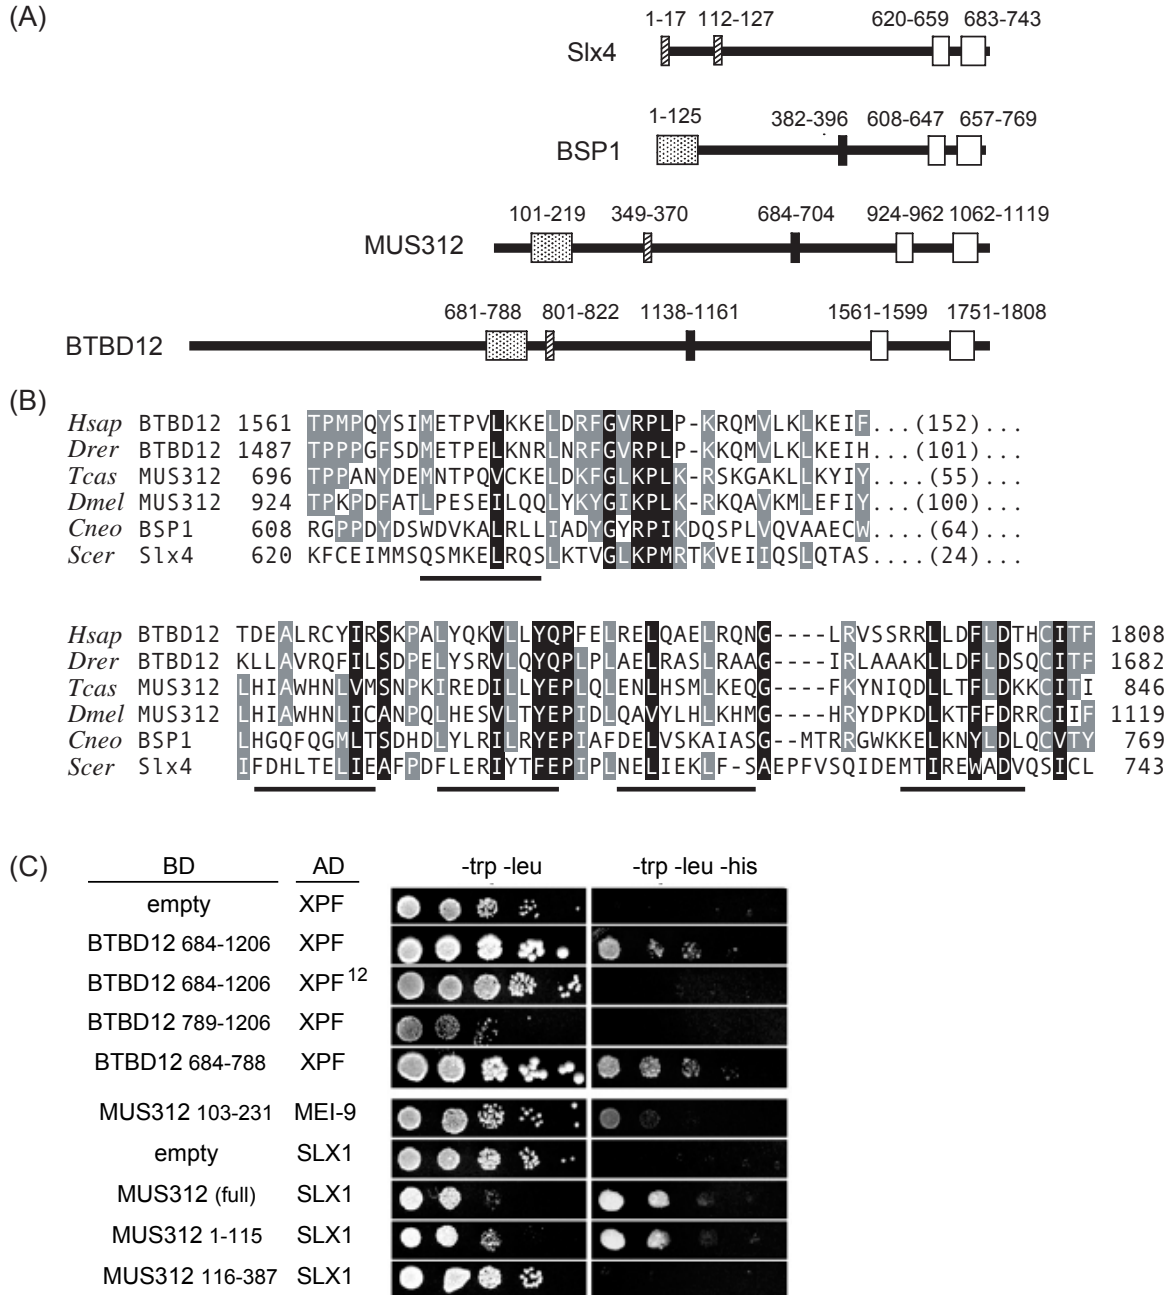 (A)
1-17 112-127 620-659 683-743
Slx4
1-125 382-396 608-647 657-769
BSP1
101-219 349-370 684-704 924-962 1062-1119
MUS312
681-788 801-822 1138-1161 1561-1599 1751-1808
BTBD12
(B)
Hsap BTBD12 1561 TPMPQYSIMETPVLKKELDRFGVRPLP-KRQMVLKLKEIF...(152)...
Drer BTBD12 1487 TPPPGFSDMETPELKNRLNRFGVRPLP-KKQMVLKLKEIH...(101)...
Tcas MUS312 696 TPPANYDEMNTPQVCKELDKFGLKPLK-RSKGAKLLKYIY....(55)...
Dmel MUS312 924 TPKPDFATLPESEILQQLYKYGIKPLK-RKQAVKMLEFIY...(100)...
Cneo BSP1 608 RGPPDYDSWDVKALRLLIADYGYRPIKDQSPLVQVAAECW....(64)...
Scer Slx4 620 KFCEIMMSQSMKELRQSLKTVGLKPMRTKVEIIQSLQTAS....(24)...
Hsap BTBD12 TDEALRCYIRSKPALYQKVLLYQPFELRELQAELRQNG----LRVSSRRLLDFLDTHCITF 1808
Drer BTBD12 KLLAVRQFILSDPELYSRVLQYQPLPLAELRASLRAAG----IRLAAAKLLDFLDSQCITF 1682
Tcas MUS312 LHIAWHNLVMSNPKIREDILLYEPLQLENLHSMLKEQG----FKYNIQDLLTFLDKKCITI 846
Dmel MUS312 LHIAWHNLICANPQLHESVLTYEPIDLQAVYLHLKHMG----HRYDPKDLKTFFDRRCIIF 1119
Cneo BSP1 LHGQFQGMLTSDHDLYLRILRYEPIAFDELVSKAIASG--MTRRGWKKELKNYLDLQCVTY 769
Scer Slx4 IFDHLTELIEAFPDFLERIYTFEPIPLNELIEKLF-SAEPFVSQIDEMTIREWADVQSICL 743
(C)
BD AD -trp -leu -trp -leu -his
empty XPF
BTBD12 684-1206 XPF
BTBD12 684-1206 XPF 12
BTBD12 789-1206 XPF
BTBD12 684-788 XPF
MUS312 103-231 MEI-9
empty SLX1
MUS312 (full) SLX1
MUS312 1-115 SLX1
MUS312 116-387 SLX1